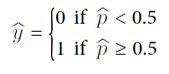 ŷ = { 0 if p̂ < 0.5
1 if p̂ ≥ 0.5